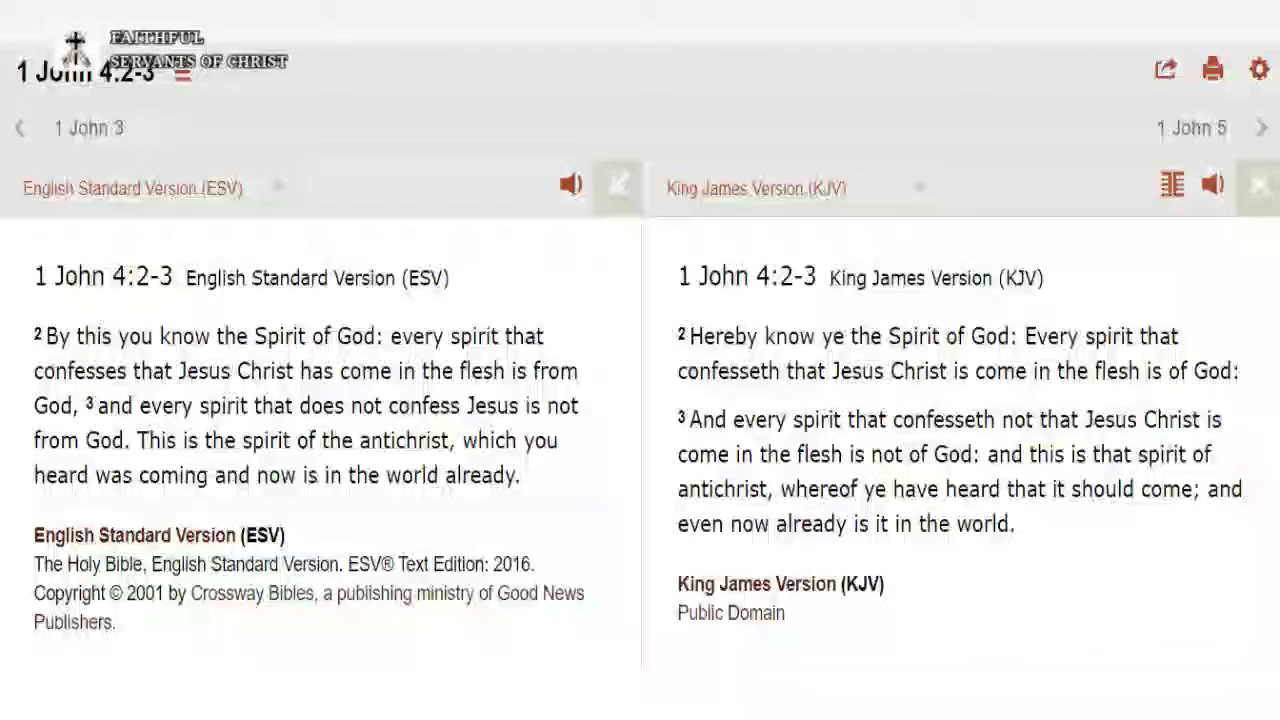 FAITHFUL
SERVANTS OF CHRIST
1 John 4:2-3
1 John 3
1 John 5
English Standard Version (ESV)
King James Version (KJV)
1 John 4:2-3 English Standard Version (ESV)
2 By this you know the Spirit of God: every spirit that
confesses that Jesus Christ has come in the flesh is from
God, 3 and every spirit that does not confess Jesus is not
from God. This is the spirit of the antichrist, which you
heard was coming and now is in the world already.
English Standard Version (ESV)
The Holy Bible, English Standard Version. ESV® Text Edition: 2016.
Copyright © 2001 by Crossway Bibles, a publishing ministry of Good News
Publishers.
1 John 4:2-3 King James Version (KJV)
2 Hereby know ye the Spirit of God: Every spirit that
confesseth that Jesus Christ is come in the flesh is of God:
3 And every spirit that confesseth not that Jesus Christ is
come in the flesh is not of God: and this is that spirit of
antichrist, whereof ye have heard that it should come; and
even now already is it in the world.
King James Version (KJV)
Public Domain